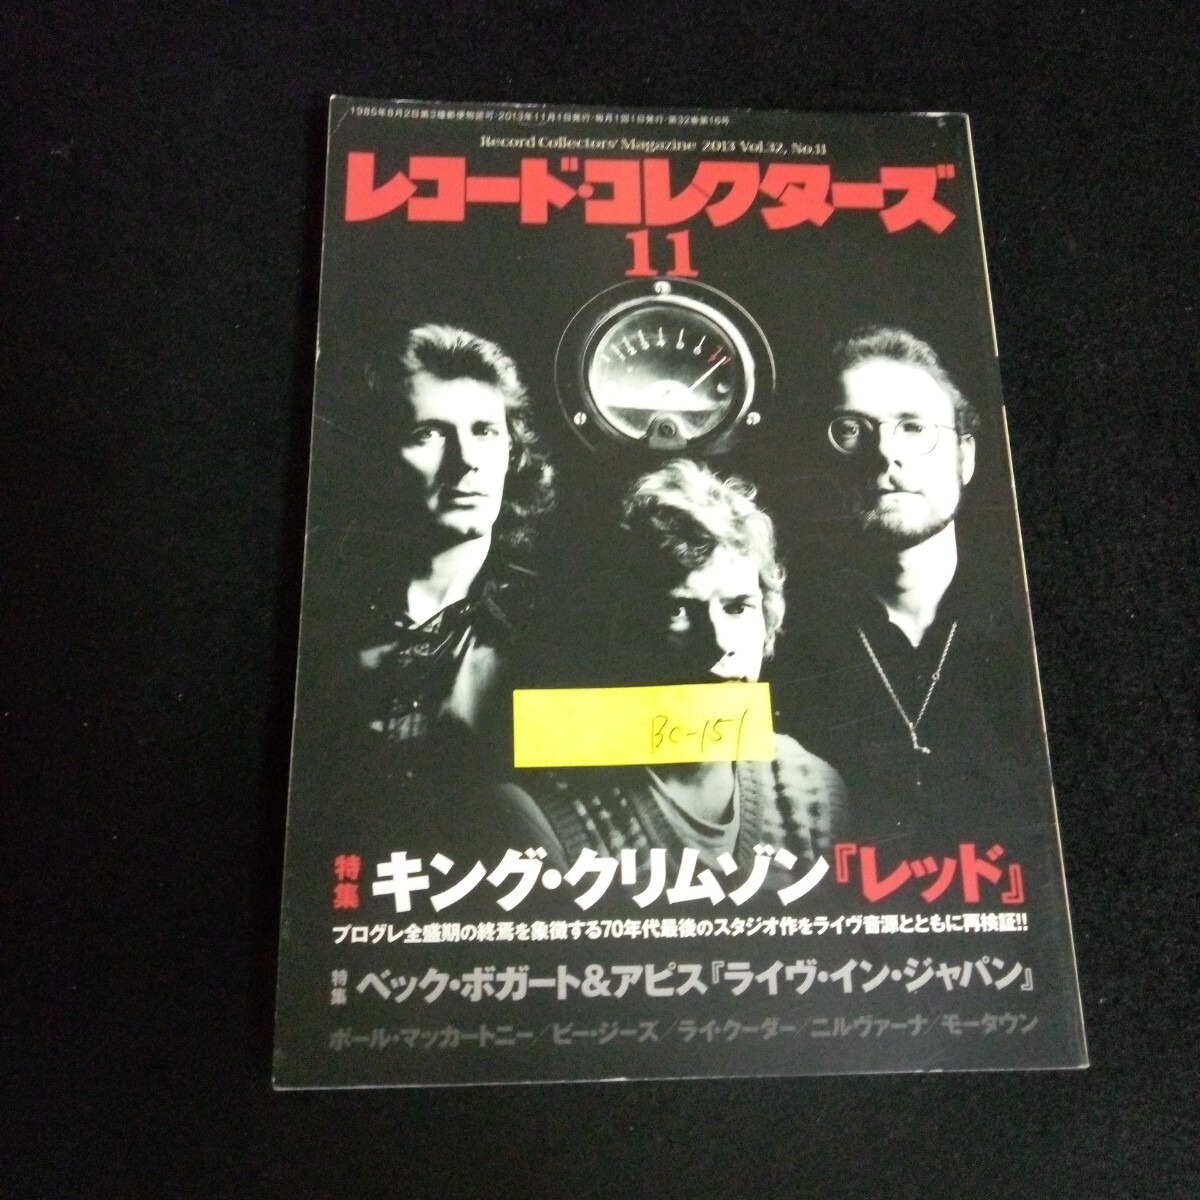 1985年8月2日第3種郵便物認可・2013年11月1日発行・毎月1回1日発行・第32巻第16号
Record Collectors' Magazine 2013 Vol.32, No.11
レコード・コレクターズ
11
BC-151
特集 キング・クリムゾン『レッド』
プログレ全盛期の終焉を象徴する70年代最後のスタジオ作をライヴ音源とともに再検証!!
特集 ベック・ボガート&アピス『ライヴ・イン・ジャパン』
ポール・マッカートニー/ビー・ジーズ/ライ・クーダー/ニルヴァーナ/モータウン